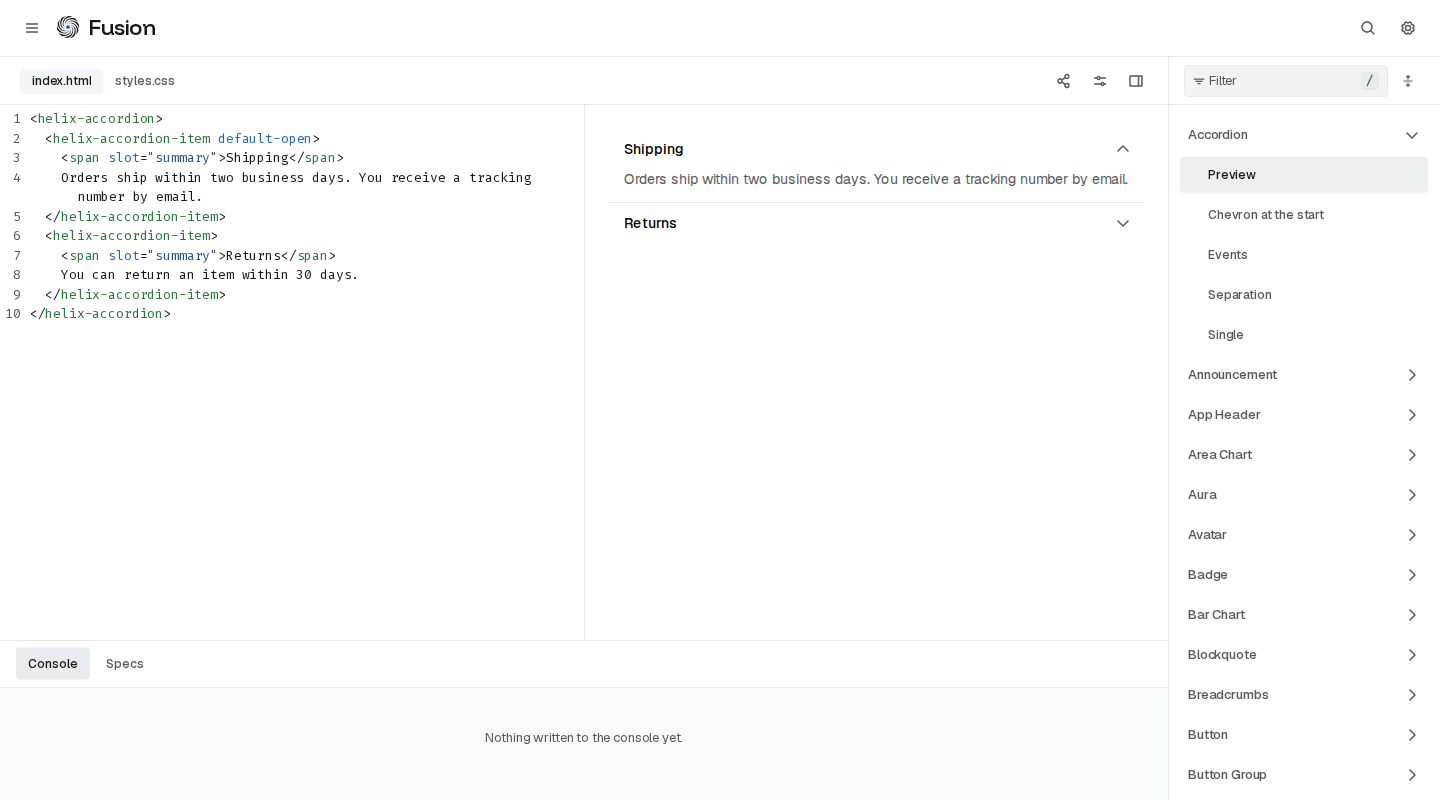 Fusion
index.html
styles.css
Filter
/
1 <helix-accordion>
2   <helix-accordion-item default-open>
3     <span slot="summary">Shipping</span>
4     Orders ship within two business days. You receive a tracking
number by email.
5   </helix-accordion-item>
6   <helix-accordion-item>
7     <span slot="summary">Returns</span>
8     You can return an item within 30 days.
9   </helix-accordion-item>
10 </helix-accordion>
Shipping
Orders ship within two business days. You receive a tracking number by email.
Returns
Console
Specs
Nothing written to the console yet.
Accordion
Preview
Chevron at the start
Events
Separation
Single
Announcement
App Header
Area Chart
Aura
Avatar
Badge
Bar Chart
Blockquote
Breadcrumbs
Button
Button Group